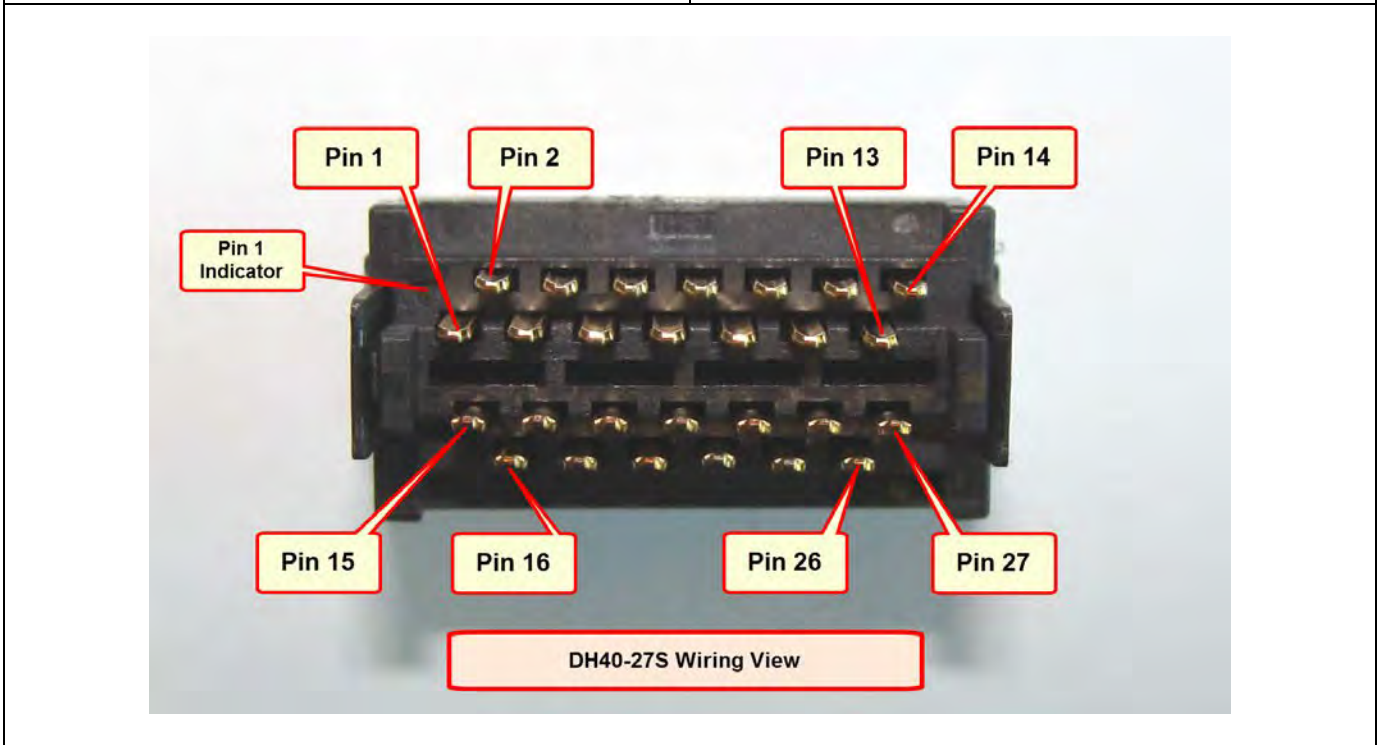 Pin 1
Pin 2
Pin 13
Pin 14
Pin 1
Indicator
Pin 15
Pin 16
Pin 26
Pin 27
DH40-27S Wiring View